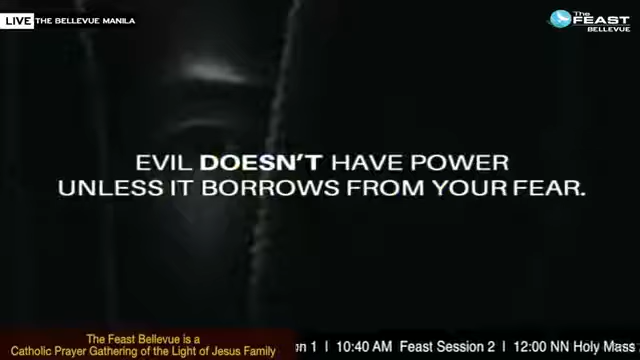 LIVE THE BELLEVUE MANILA
The
FEAST
BELLEVUE
EVIL DOESN'T HAVE POWER
UNLESS IT BORROWS FROM YOUR FEAR.
The Feast Bellevue is a
Catholic Prayer Gathering of the Light of Jesus Family
1 | 10:40 AM Feast Session 2 | 12:00 NN Holy Mass